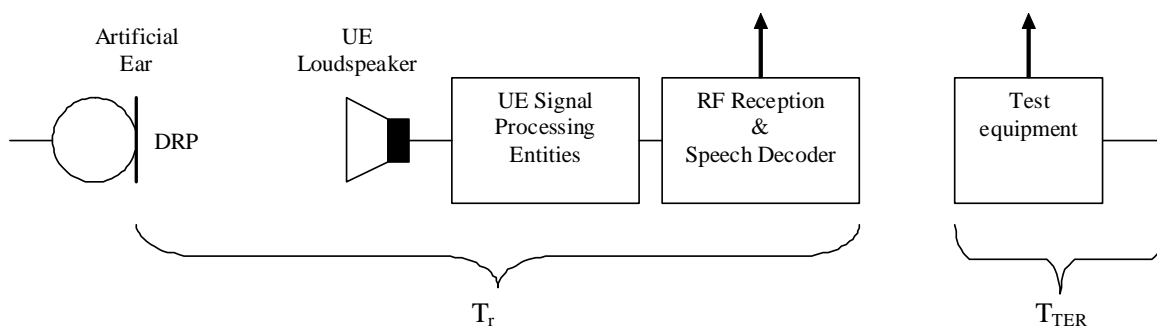 Artificial
Ear
DRP
UE
Loudspeaker
UE Signal
Processing
Entities
RF Reception
&
Speech Decoder
Test
equipment
Tr
TTER